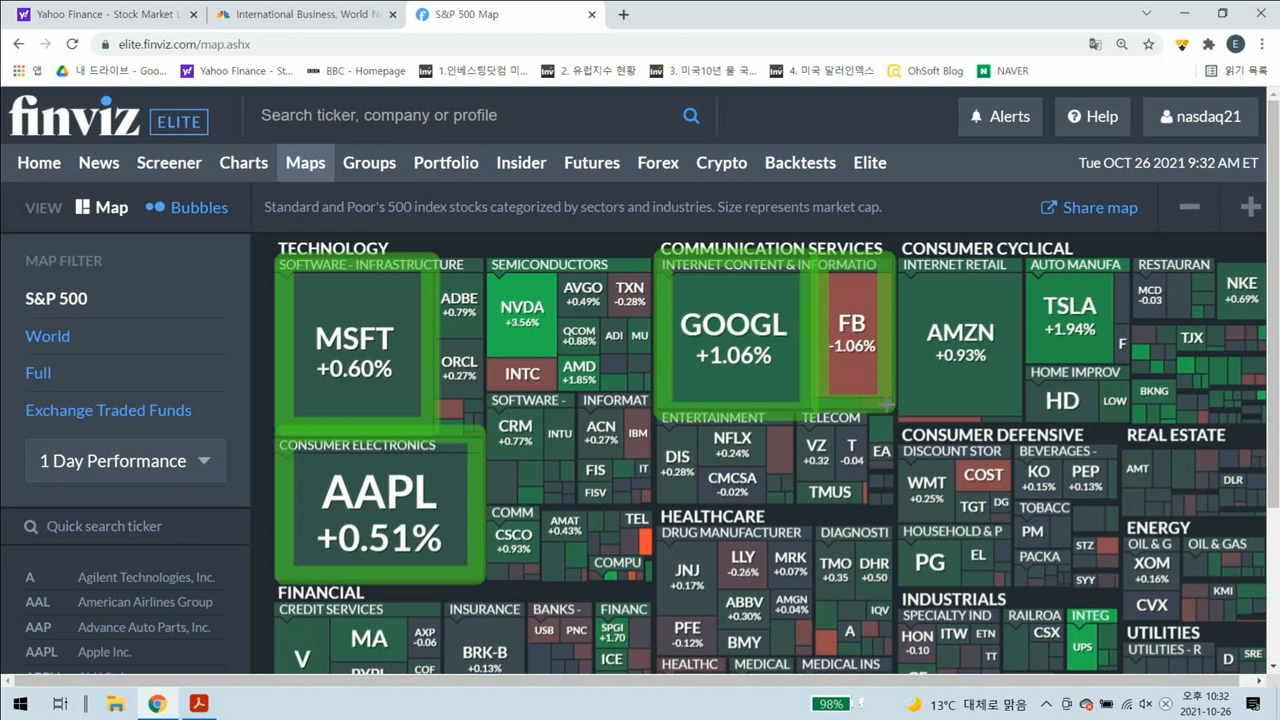 Yahoo Finance - Stock Market L
International Business, World N
S&P 500 Map
elite.finviz.com/map.ashx
앱
내 드라이브 - Goo...
Yahoo Finance - St...
BBC - Homepage
1.인베스팅닷컴 미...
2. 유럽지수 현황
3. 미국10년 물 국...
4. 미국 달러인덱스
OhSoft Blog
NAVER
읽기 목록
finviz ELITE
Search ticker, company or profile
Alerts
Help
nasdaq21
Home News Screener Charts Maps Groups Portfolio Insider Futures Forex Crypto Backtests Elite
Tue OCT 26 2021 9:32 AM ET
VIEW Map Bubbles
Standard and Poor's 500 index stocks categorized by sectors and industries. Size represents market cap.
Share map
MAP FILTER
S&P 500
World
Full
Exchange Traded Funds
1 Day Performance
Quick search ticker
A Agilent Technologies, Inc.
AAL American Airlines Group
AAP Advance Auto Parts, Inc.
AAPL Apple Inc.
TECHNOLOGY
SOFTWARE - INFRASTRUCTURE
MSFT
+0.60%
ADBE
+0.79%
ORCL
+0.27%
CONSUMER ELECTRONICS
AAPL
+0.51%
SEMICONDUCTORS
NVDA
+3.56%
AVGO
+0.49%
TXN
-0.28%
QCOM
+0.88%
ADI
MU
INTC
AMD
+1.85%
SOFTWARE -
CRM
+0.77%
INTU
INFORMAT
ACN
+0.27%
IBM
FIS
IT
FISV
COMM
CSCO
+0.93%
AMAT
+0.43%
TEL
COMPU
COMMUNICATION SERVICES
INTERNET CONTENT & INFORMATIO
GOOGL
+1.06%
FB
-1.06%
ENTERTAINMENT
DIS
+0.28%
NFLX
+0.24%
CMCSA
-0.02%
TELECOM
VZ
+0.32
T
-0.04
TMUS
EA
CONSUMER CYCLICAL
INTERNET RETAIL
AMZN
+0.93%
AUTO MANUFA
TSLA
+1.94%
F
RESTAURAN
MCD
-0.03
NKE
+0.69%
TJX
HOME IMPROV
HD
LOW
BKNG
CONSUMER DEFENSIVE
DISCOUNT STOR
WMT
+0.25%
COST
TGT
DG
BEVERAGES -
KO
+0.15%
PEP
+0.13%
TOBACC
PM
HOUSEHOLD & P
PG
EL
PACKA
STZ
SYY
REAL ESTATE
AMT
DLR
FINANCIAL
CREDIT SERVICES
V
MA
AXP
-0.06
PYPL
COF
INSURANCE
BRK-B
+0.13%
BANKS -
USB
PNC
FINANC
SPGI
+1.70
ICE
HEALTHCARE
DRUG MANUFACTURER
JNJ
+0.17%
LLY
-0.26%
MRK
+0.07%
ABBV
+0.30%
AMGN
+0.04%
PFE
-0.12%
BMY
DIAGNOSTI
TMO
+0.35
DHR
+0.50
IQV
A
HEALTHC
MEDICAL
MEDICAL INS
INDUSTRIALS
SPECIALTY IND
HON
-0.10
ITW
ETN
TT
RAILROA
CSX
INTEG
UPS
ENERGY
OIL & G
XOM
+0.16%
CVX
OIL & GAS
KMI
UTILITIES
UTILITIES - R
D
SRE
98%
13°C 대체로 맑음
오후 10:32
2021-10-26